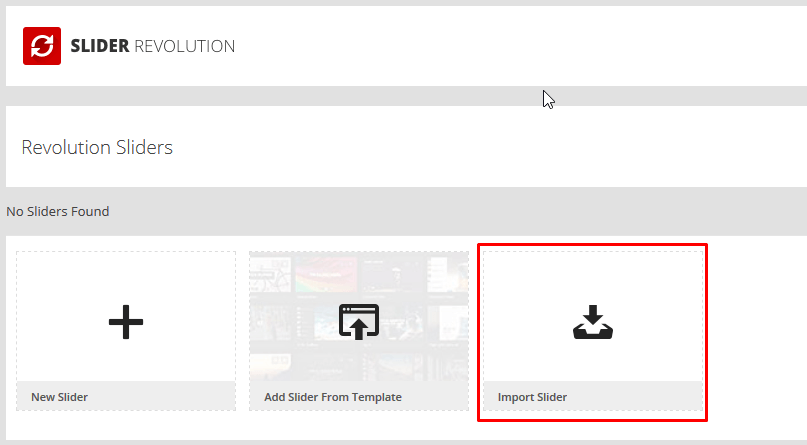 SLIDER REVOLUTION
Revolution Sliders
No Sliders Found
New Slider
Add Slider From Template
Import Slider